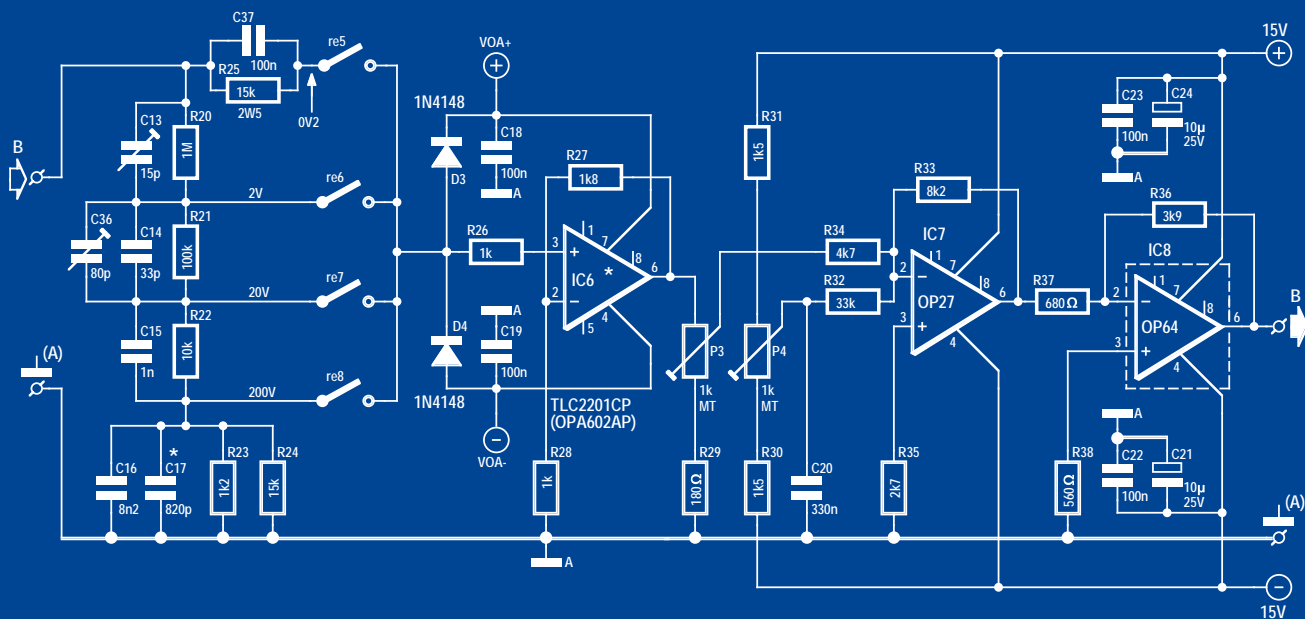 C37
100n
re5
R25
15k
2W5
0V2
B
C13
15p
R20
1M
2V
re6
C36
80p
C14
33p
R21
100k
20V
re7
C15
1n
R22
10k
200V
re8
(A)
C16
8n2
*
C17
820p
R23
1k2
R24
15k
VOA+
+
1N4148
D3
C18
100n
A
R27
1k8
R26
1k
3
+
1
7
*
8
IC6
6
2
−
4
5
D4
1N4148
A
C19
100n
TLC2201CP
(OPA602AP)
−
VOA-
R28
1k
A
P3
1k
MT
R29
180Ω
R31
1k5
P4
1k
MT
R30
1k5
C20
330n
R33
8k2
R34
4k7
R32
33k
IC7
1
7
8
2
−
OP27
6
3
+
4
R35
2k7
R37
680Ω
15V
+
C23
100n
C24
10µ
25V
A
R36
3k9
IC8
1
7
8
2
−
OP64
6
3
+
4
B
A
C22
100n
C21
10µ
25V
R38
560Ω
(A)
−
15V